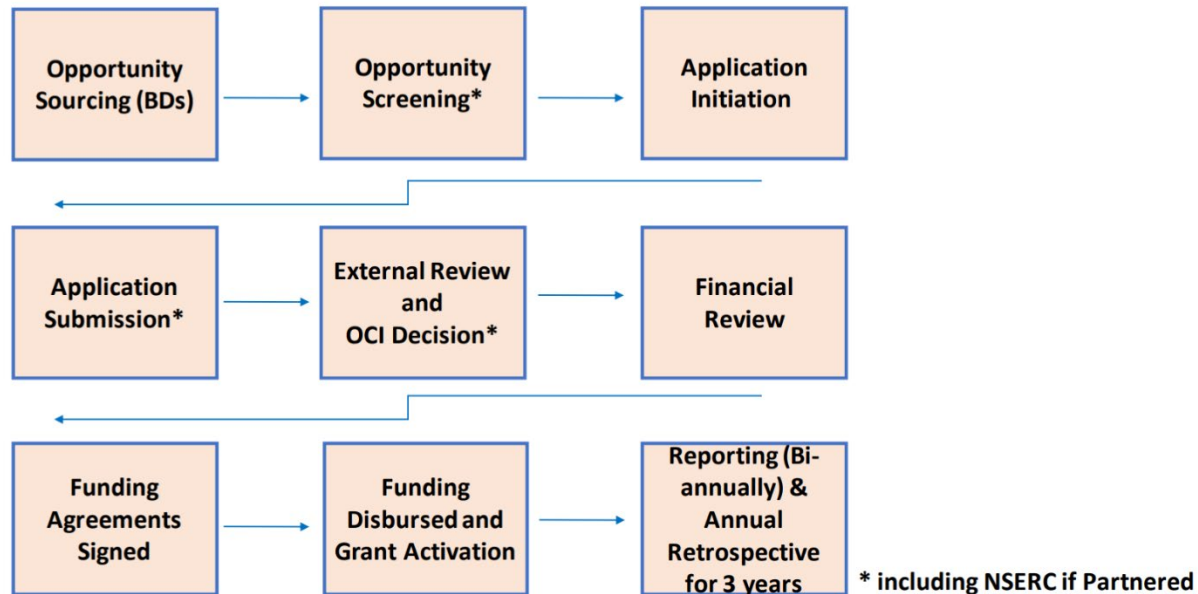 Opportunity
Sourcing (BDs)
Opportunity
Screening*
Application
Initiation
Application
Submission*
External Review
and
OCI Decision*
Financial
Review
Funding
Agreements
Signed
Funding
Disbursed and
Grant Activation
Reporting (Bi-
annually) &
Annual
Retrospective
for 3 years
* including NSERC if Partnered